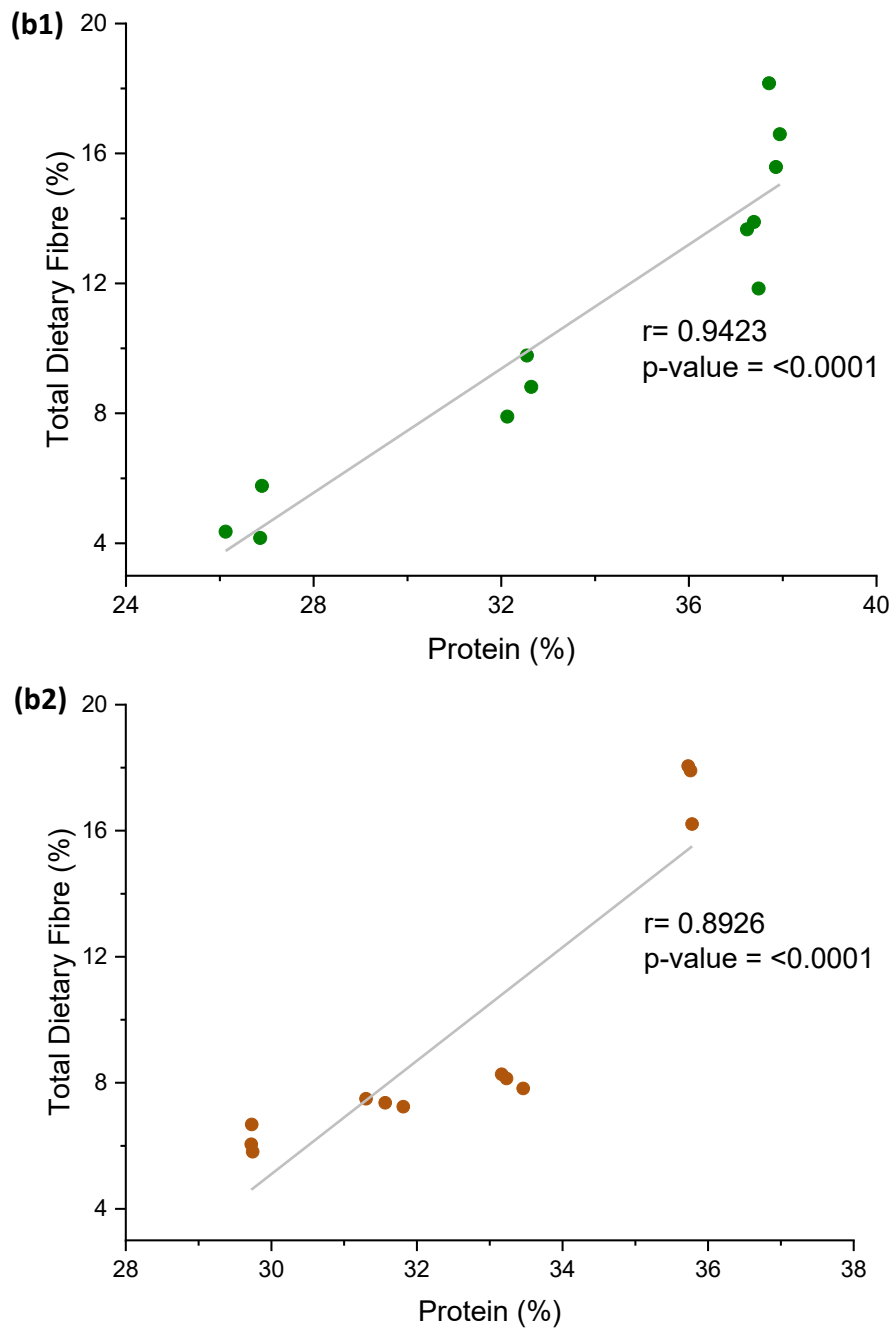 (b1)
20
16
12
8
4
Total Dietary Fibre (%)
r= 0.9423
p-value = <0.0001
24
28
32
36
40
Protein (%)
(b2)
20
16
12
8
4
Total Dietary Fibre (%)
r= 0.8926
p-value = <0.0001
28
30
32
34
36
38
Protein (%)